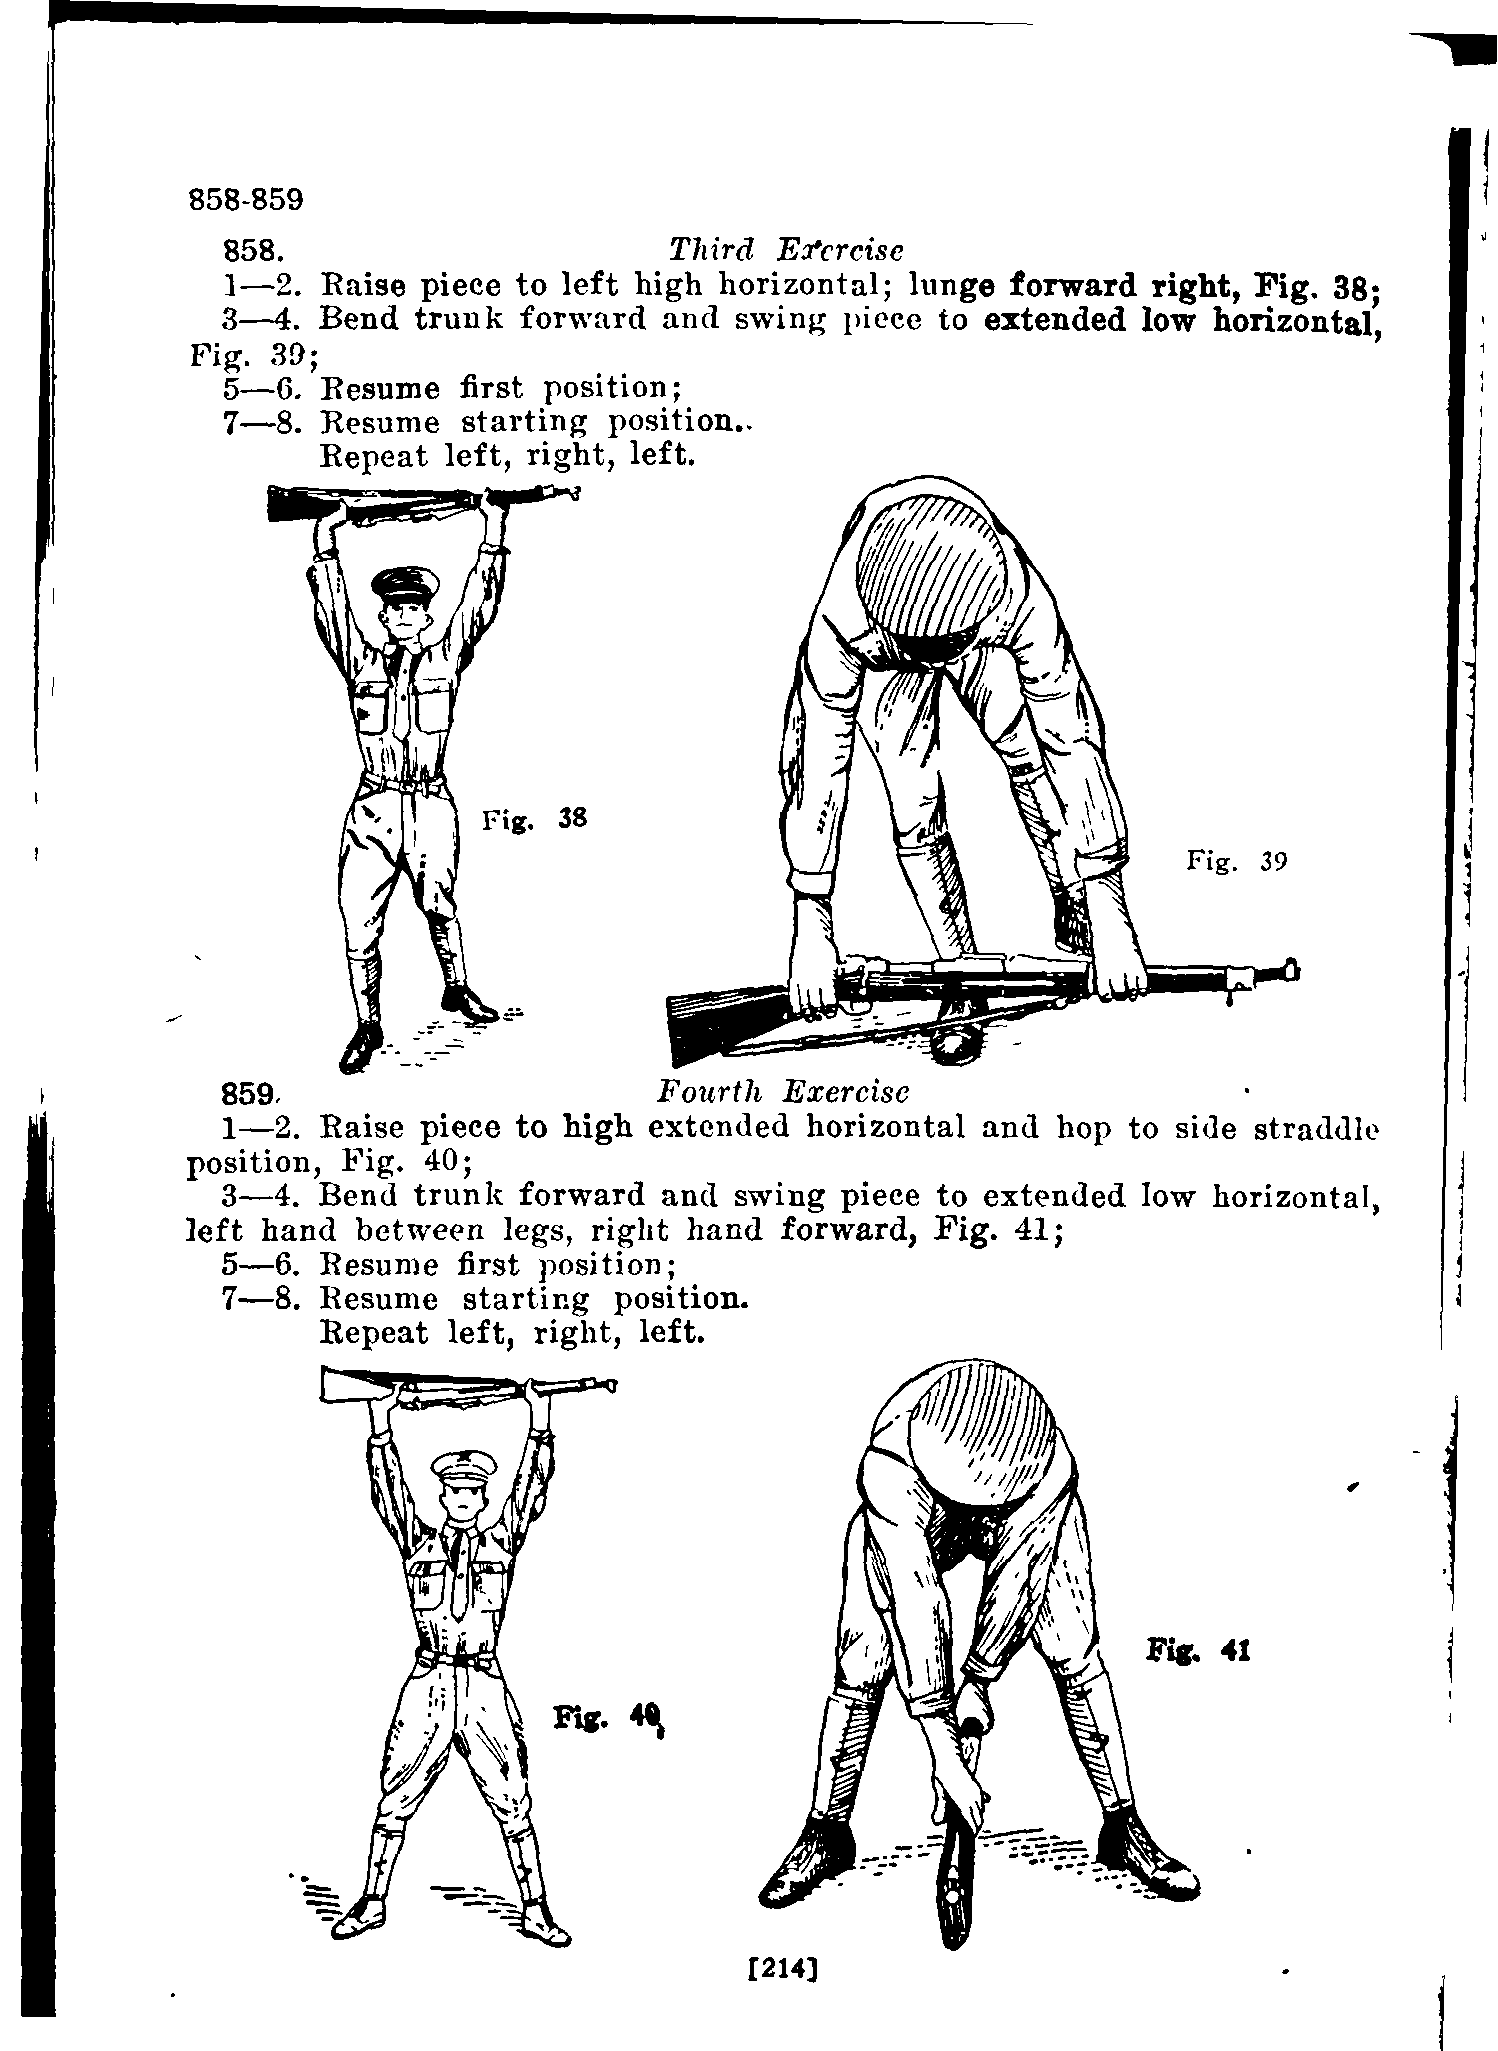 858-859
858. Third Exercise
1—2. Raise piece to left high horizontal; lunge forward right, Fig. 38;
3—4. Bend trunk forward and swing piece to extended low horizontal,
Fig. 39;
5—6. Resume first position;
7—8. Resume starting position..
Repeat left, right, left.
Fig. 38
Fig. 39
859. Fourth Exercise
1—2. Raise piece to high extended horizontal and hop to side straddle
position, Fig. 40;
3—4. Bend trunk forward and swing piece to extended low horizontal,
left hand between legs, right hand forward, Fig. 41;
5—6. Resume first position;
7—8. Resume starting position.
Repeat left, right, left.
Fig. 41
Fig. 40
[214]